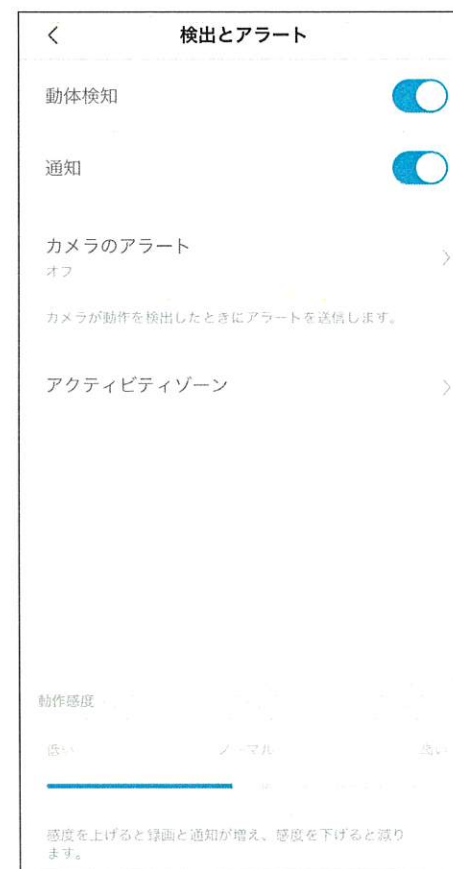 検出とアラート
動体検知
通知
カメラのアラート
オフ
カメラが動作を検出したときにアラートを送信します。
アクティビティゾーン
動作感度
低い ノーマル
感度を上げると録画と通知が増え、感度を下げると減り
ます。